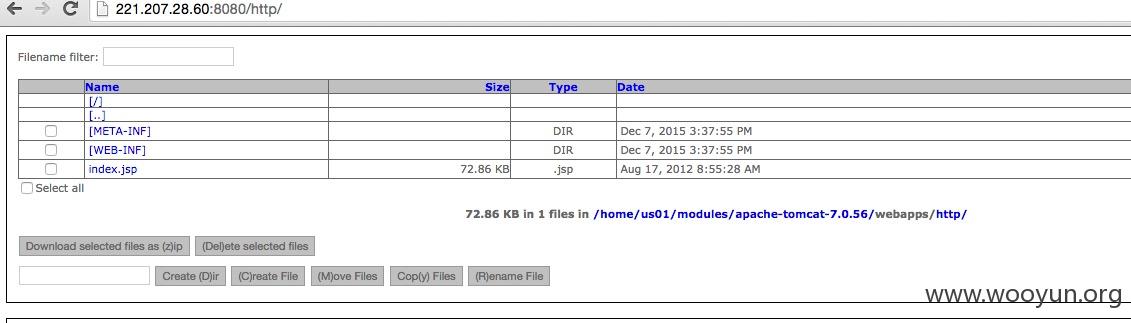 221.207.28.60:8080/http/
Filename filter:
Name Size Type Date
[/]
[..]
[META-INF] DIR Dec 7, 2015 3:37:55 PM
[WEB-INF] DIR Dec 7, 2015 3:37:55 PM
index.jsp 72.86 KB .jsp Aug 17, 2012 8:55:28 AM
Select all
72.86 KB in 1 files in /home/us01/modules/apache-tomcat-7.0.56/webapps/http/
Download selected files as (z)ip (Del)ete selected files
Create (D)ir (C)reate File (M)ove Files Cop(y) Files (R)ename File
www.wooyun.org